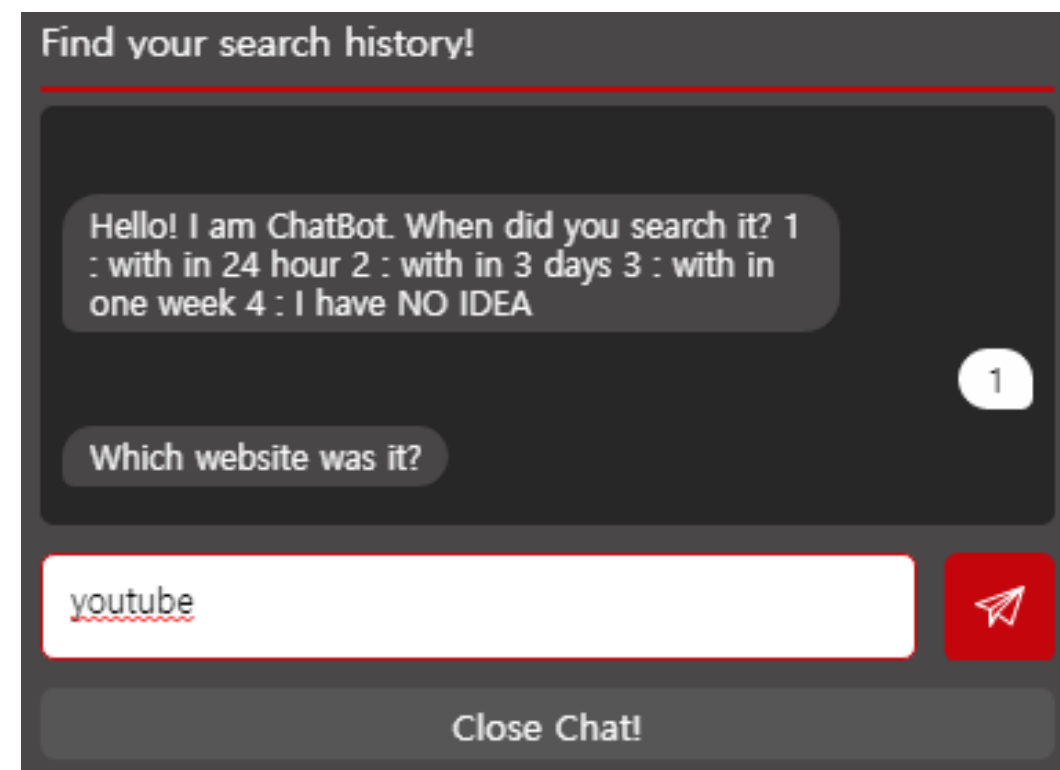 Find your search history!
Hello! I am ChatBot. When did you search it? 1
: with in 24 hour 2 : with in 3 days 3 : with in
one week 4 : I have NO IDEA
1
Which website was it?
youtube
Close Chat!